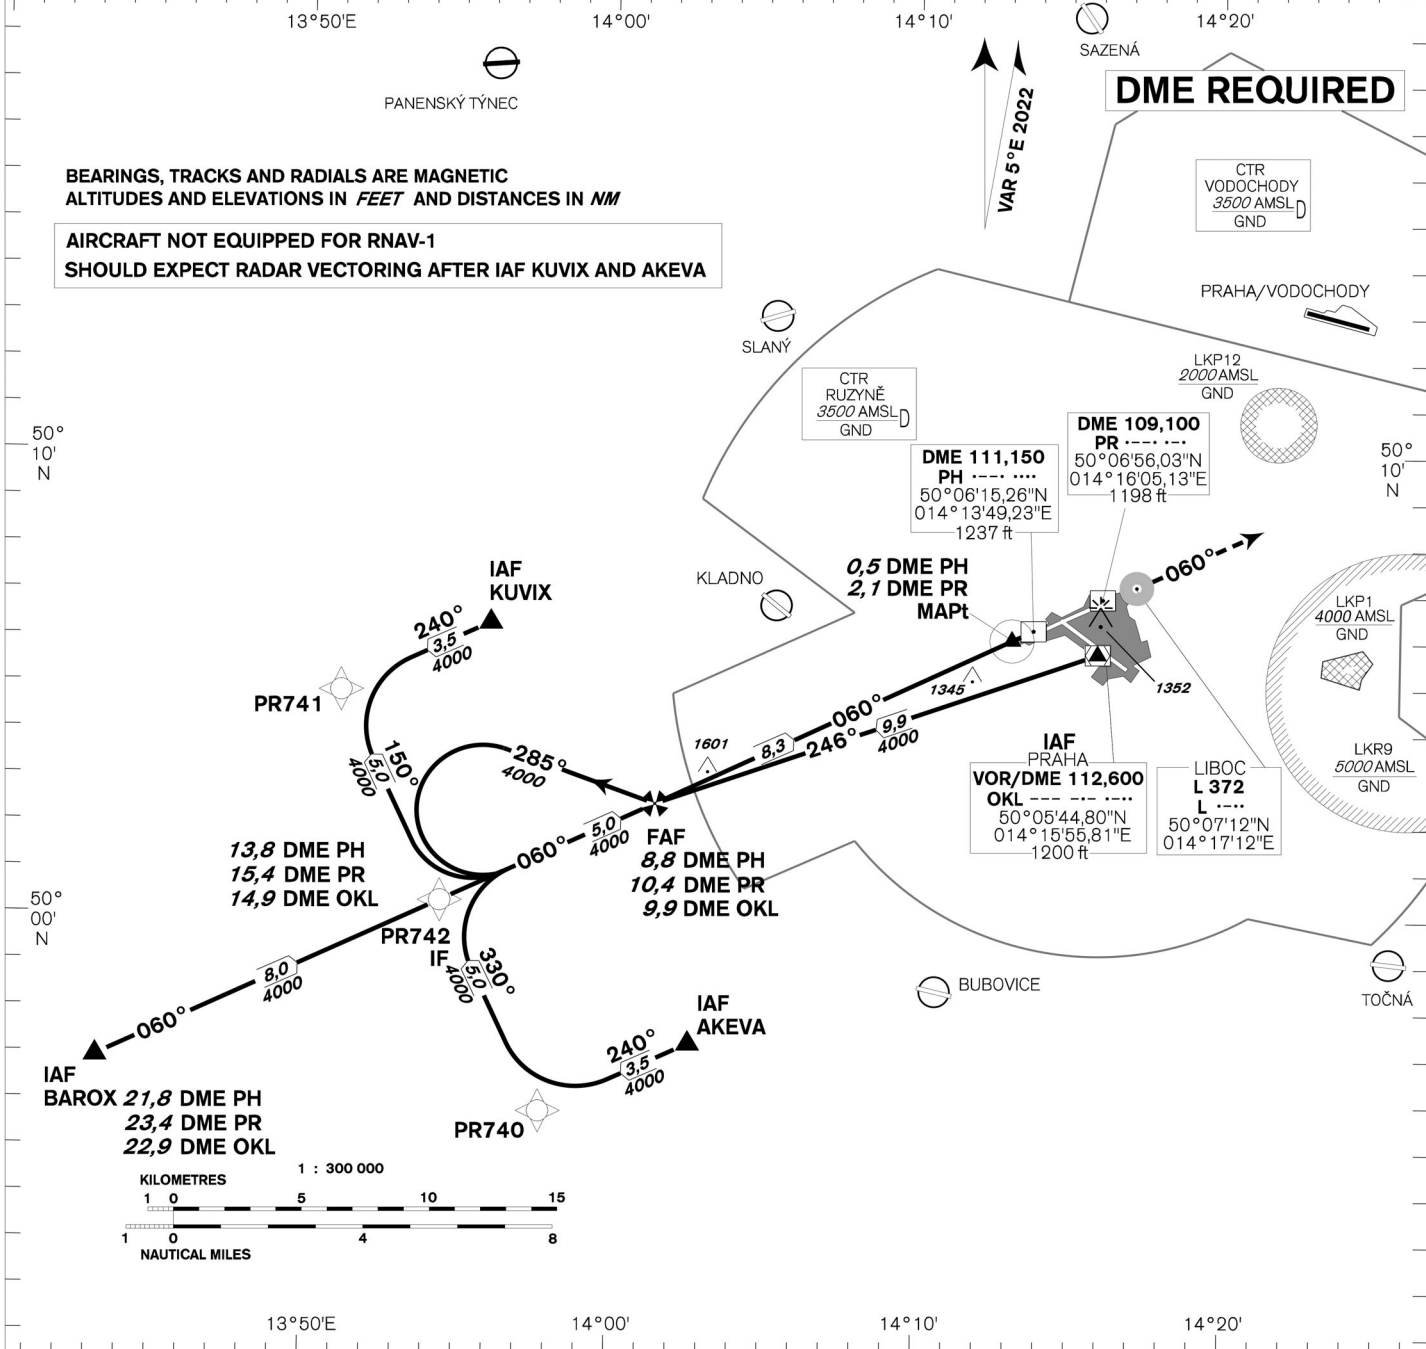 13°50'E
14°00'
14°10'
14°20'
SAZENÁ
DME REQUIRED
PANENSKÝ TÝNEC
VAR 5°E 2022
BEARINGS, TRACKS AND RADIALS ARE MAGNETIC
ALTITUDES AND ELEVATIONS IN FEET AND DISTANCES IN NM
AIRCRAFT NOT EQUIPPED FOR RNAV-1
SHOULD EXPECT RADAR VECTORING AFTER IAF KUVIX AND AKEVA
CTR
VODOCHODY
3500 AMSL D
GND
PRAHA/VODOCHODY
SLANÝ
CTR
RUZYNĚ
3500 AMSL D
GND
LKP12
2000 AMSL
GND
50°
10'
N
50°
10'
N
DME 109,100
PR ·--· ·-·
50°06'56,03"N
014°16'05,13"E
1198 ft
DME 111,150
PH ·--· ····
50°06'15,26"N
014°13'49,23"E
1237 ft
KLADNO
0,5 DME PH
2,1 DME PR
MAPt
060°
LKP1
4000 AMSL
GND
IAF
KUVIX
240°
3,5
4000
PR741
150°
5,0
4000
285°
4000
1601
1345
1352
8,3
060°
246°
9,9
4000
LKR9
5000 AMSL
GND
IAF
PRAHA
VOR/DME 112,600
OKL --- -·- ·-··
50°05'44,80"N
014°15'55,81"E
1200 ft
LIBOC
L 372
L ·-··
50°07'12"N
014°17'12"E
060°
5,0
4000
FAF
8,8 DME PH
10,4 DME PR
9,9 DME OKL
13,8 DME PH
15,4 DME PR
14,9 DME OKL
50°
00'
N
PR742
IF
330°
5,0
4000
8,0
4000
060°
BUBOVICE
TOČNÁ
IAF
AKEVA
240°
3,5
4000
IAF
BAROX 21,8 DME PH
23,4 DME PR
22,9 DME OKL
PR740
1 : 300 000
KILOMETRES
1 0 5 10 15
1 0 4 8
NAUTICAL MILES
13°50'E
14°00'
14°10'
14°20'